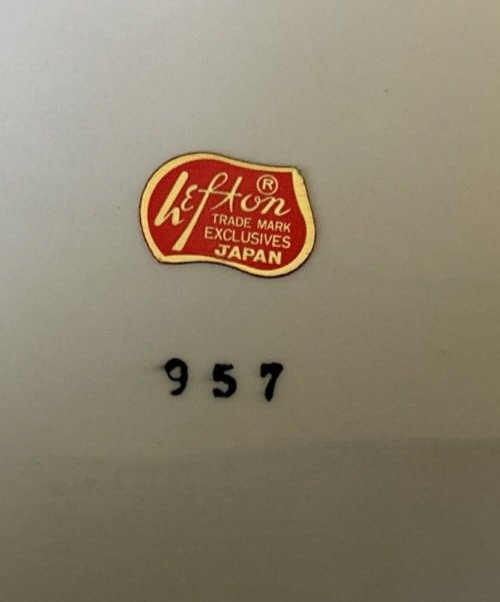 Lefton ®
TRADE MARK
EXCLUSIVES
JAPAN
957